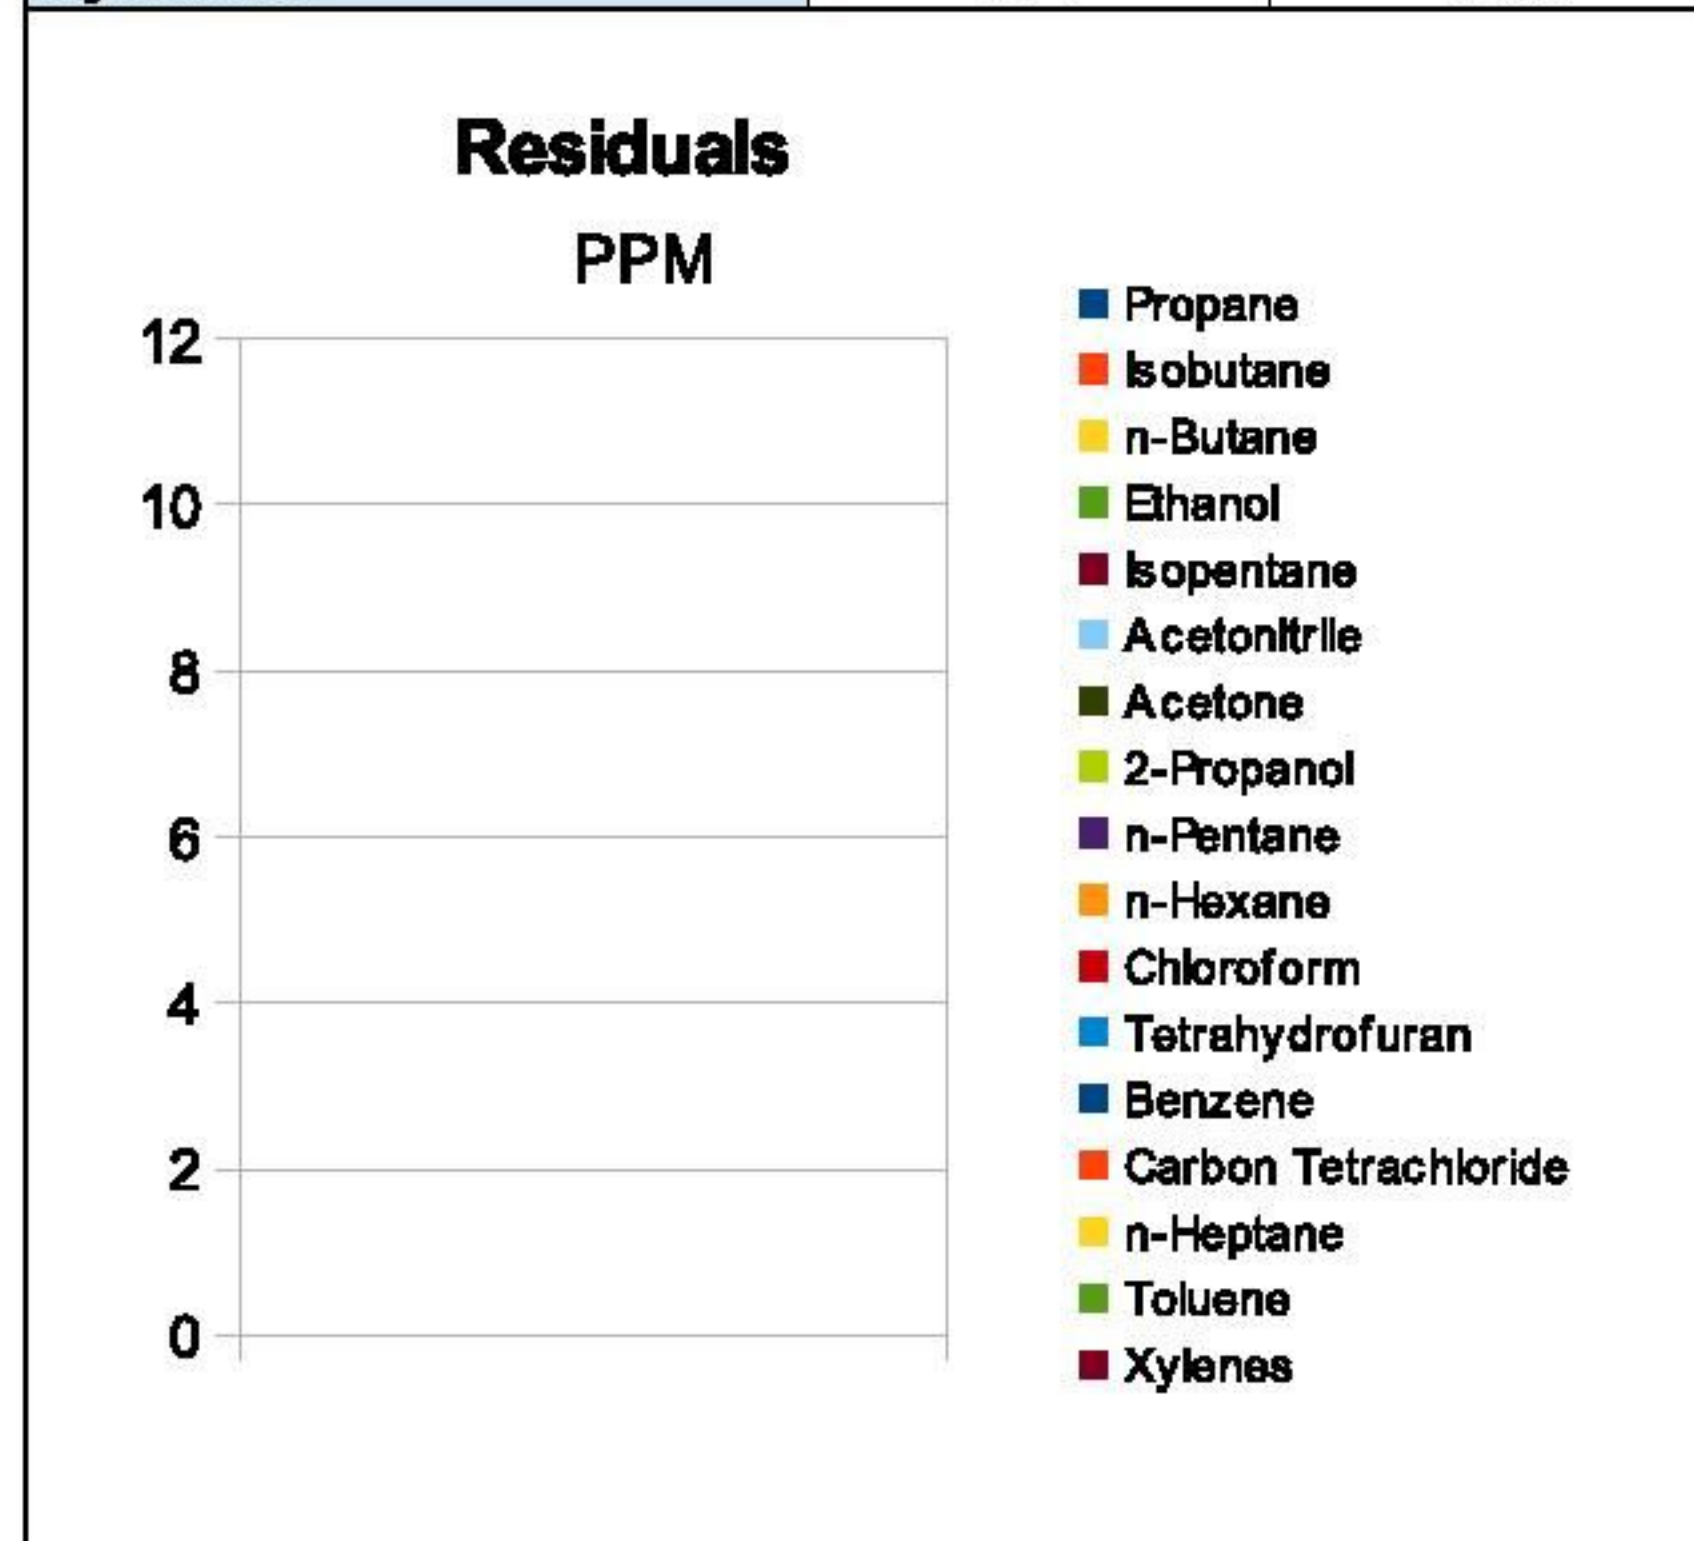 Residuals
PPM
12
10
8
6
4
2
0
Propane
Isobutane
n-Butane
Ethanol
Isopentane
Acetonitrile
Acetone
2-Propanol
n-Pentane
n-Hexane
Chloroform
Tetrahydrofuran
Benzene
Carbon Tetrachloride
n-Heptane
Toluene
Xylenes